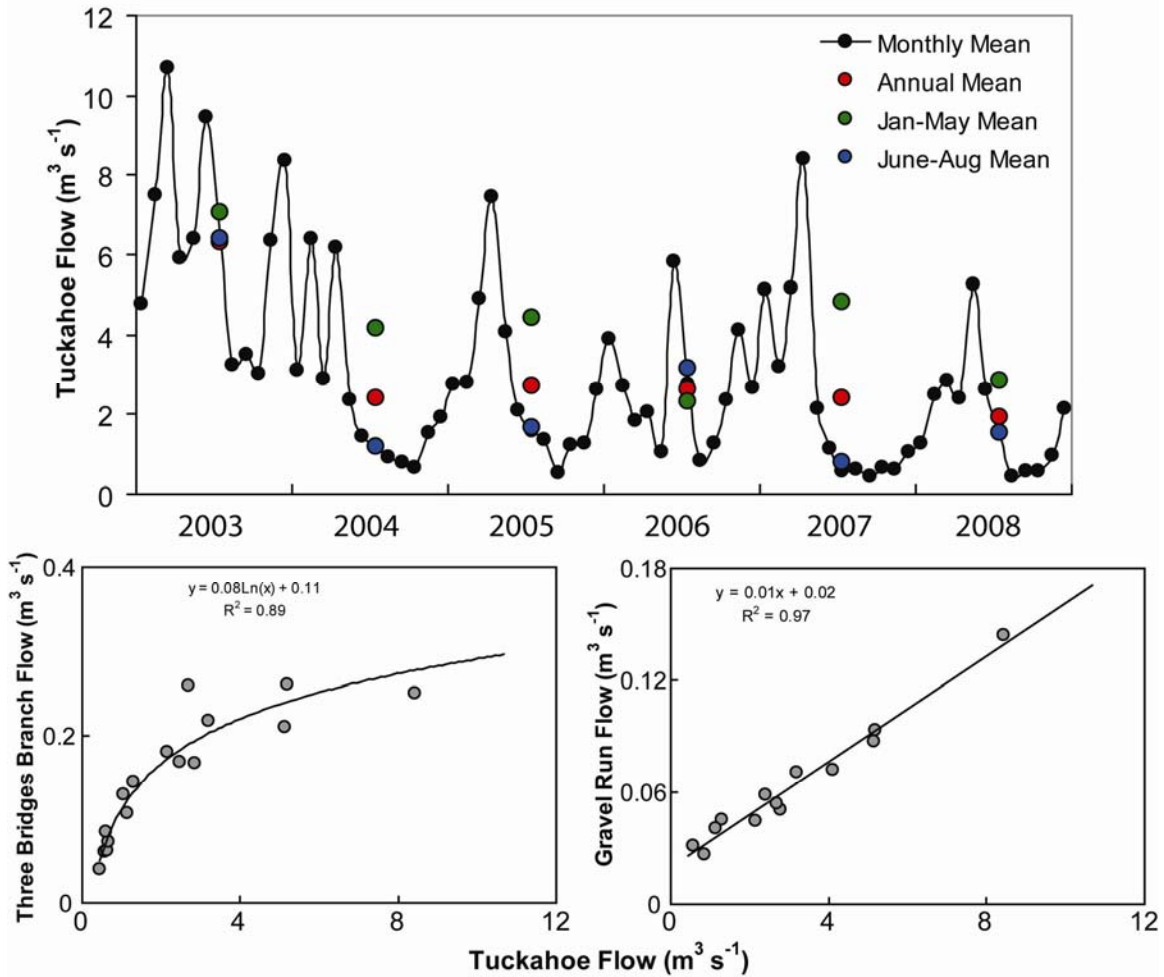 12
10
8
6
4
2
0
Tuckahoe Flow (m³ s⁻¹)
Monthly Mean
Annual Mean
Jan-May Mean
June-Aug Mean
2003 2004 2005 2006 2007 2008
Three Bridges Branch Flow (m³ s⁻¹)
0.4
0.2
0
y = 0.08Ln(x) + 0.11
R² = 0.89
0 4 8 12
Gravel Run Flow (m³ s⁻¹)
0.18
0.12
0.06
0
y = 0.01x + 0.02
R² = 0.97
0 4 8 12
Tuckahoe Flow (m³ s⁻¹)